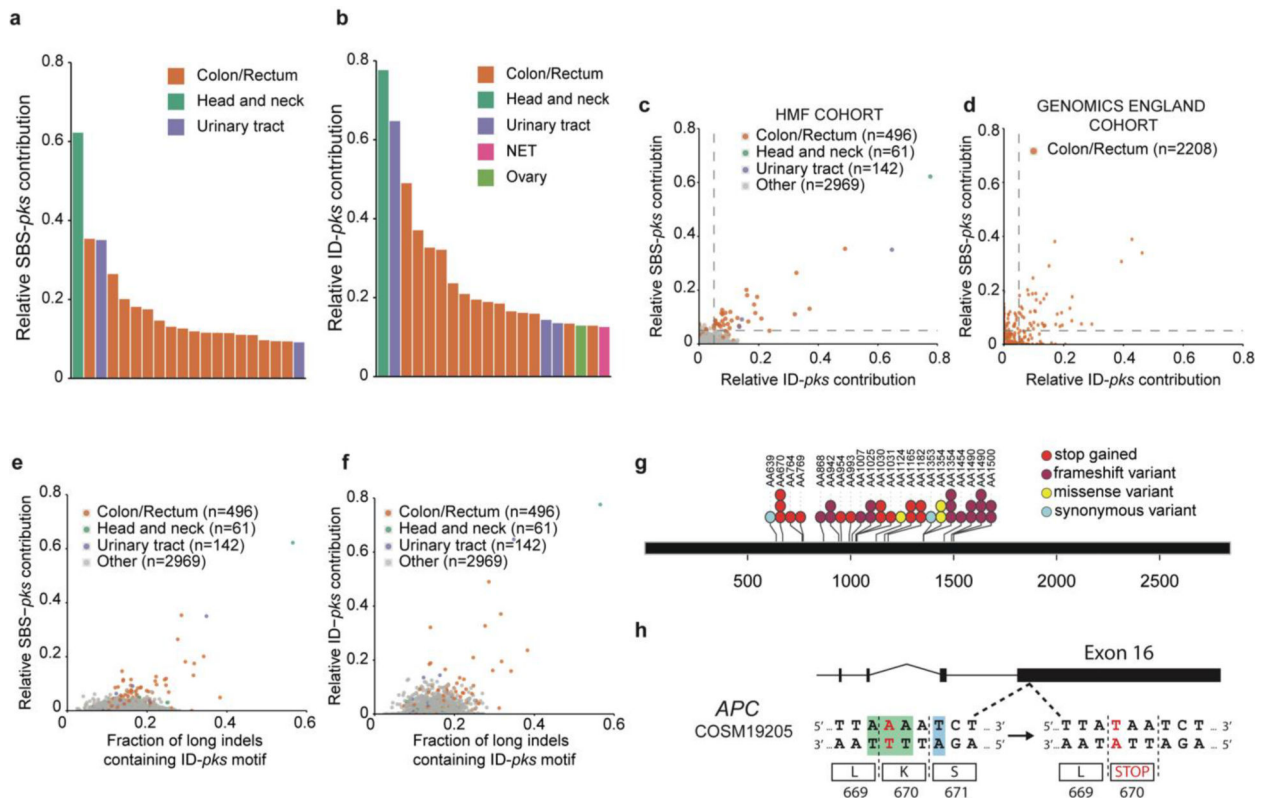 a
0.8
0.6
0.4
0.2
0
Relative SBS-pks contribution
Colon/Rectum
Head and neck
Urinary tract
b
0.8
0.6
0.4
0.2
0
Relative ID-pks contribution
Colon/Rectum
Head and neck
Urinary tract
NET
Ovary
c
HMF COHORT
0.8
0.6
0.4
0.2
0
Relative SBS-pks contriubtin
Colon/Rectum (n=496)
Head and neck (n=61)
Urinary tract (n=142)
Other (n=2969)
0 0.2 0.4 0.6 0.8
Relative ID-pks contribution
d
GENOMICS ENGLAND
COHORT
0.8
0.6
0.4
0.2
0
Relative SBS-pks contribution
Colon/Rectum (n=2208)
0 0.2 0.4 0.6 0.8
Relative ID-pks contribution
e
0.8
0.6
0.4
0.2
0
Relative SBS−pks contribution
Colon/Rectum (n=496)
Head and neck (n=61)
Urinary tract (n=142)
Other (n=2969)
0 0.2 0.4 0.6
Fraction of long indels
containing ID-pks motif
f
0.8
0.6
0.4
0.2
0
Relative ID−pks contribution
Colon/Rectum (n=496)
Head and neck (n=61)
Urinary tract (n=142)
Other (n=2969)
0 0.2 0.4 0.6
Fraction of long indels
containing ID-pks motif
g
AA639
AA670
AA764
AA769
AA868
AA942
AA954
AA993
AA1007
AA1025
AA1030
AA1031
AA1124
AA1165
AA1182
AA1353
AA1354
AA1354
AA1454
AA1490
AA1490
AA1500
stop gained
frameshift variant
missense variant
synonymous variant
500 1000 1500 2000 2500
h
Exon 16
APC
COSM19205
5' ... T T A A A A T C T ... 3'
3' ... A A T T T T A G A ... 5'
L K S
669 670 671
5' ... T T A T A A T C T ... 3'
3' ... A A T A T T A G A ... 5'
L STOP
669 670